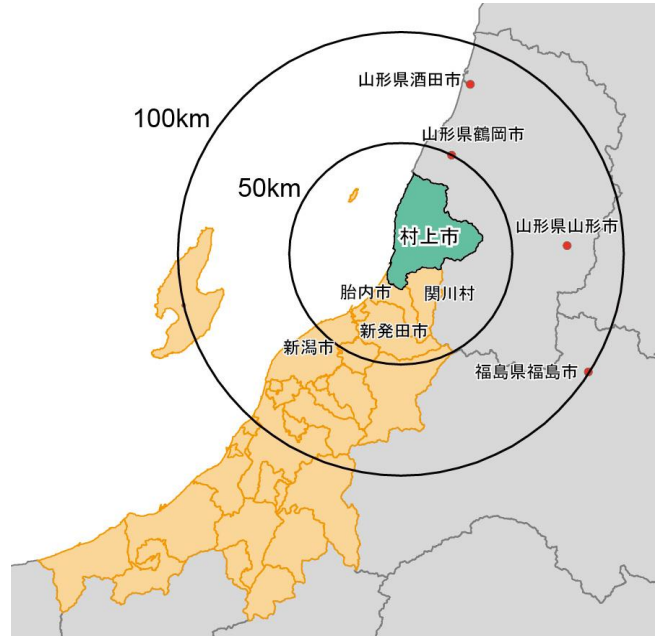 山形県酒田市
100km
山形県鶴岡市
50km
山形県山形市
村上市
胎内市
関川村
新発田市
新潟市
福島県福島市